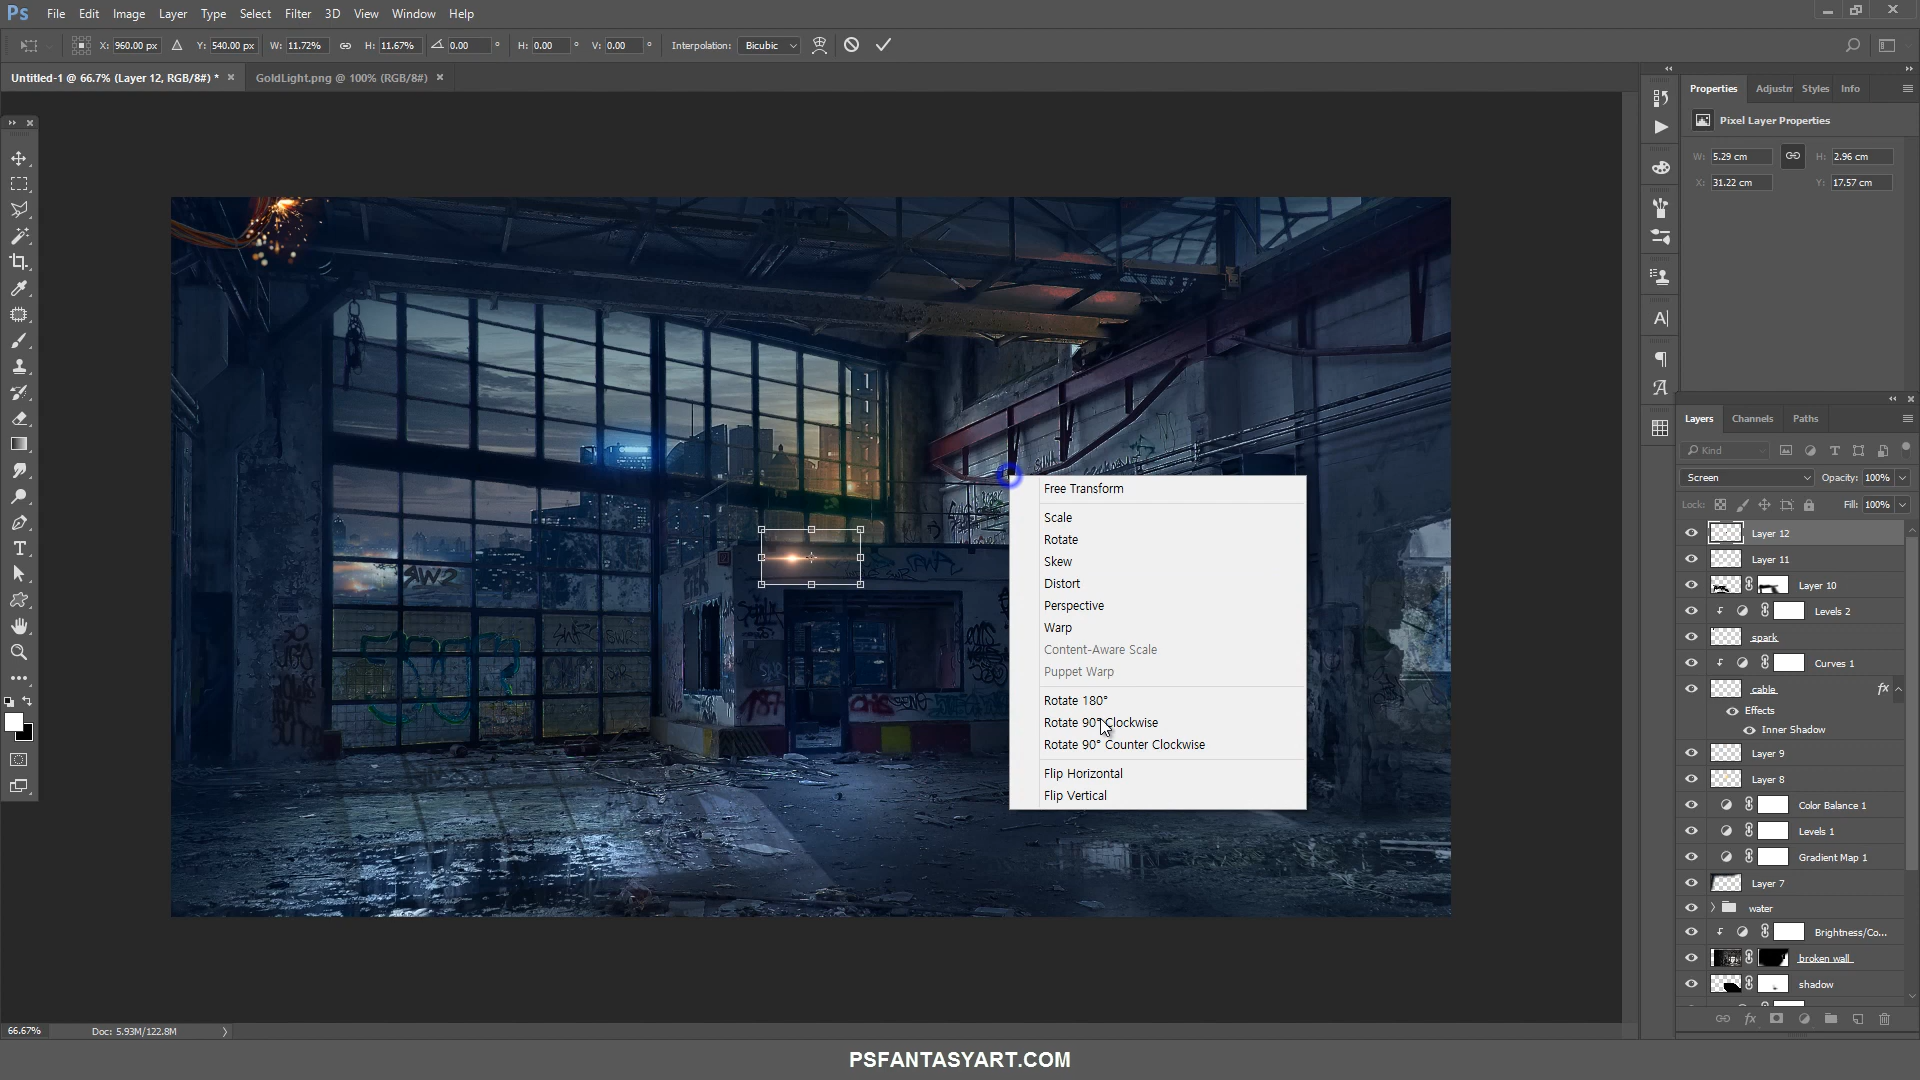 Ps File Edit Image Layer Type Select Filter 3D View Window Help
X: 960.00 px Y: 540.00 px W: 11.72% H: 11.67% 0.00 ° H: 0.00 ° V: 0.00 ° Interpolation: Bicubic
Untitled-1 @ 66.7% (Layer 12, RGB/8#) * × GoldLight.png @ 100% (RGB/8#) ×
Properties Adjustm Styles Info
Pixel Layer Properties
W: 5.29 cm H: 2.96 cm
X: 31.22 cm Y: 17.57 cm
Free Transform
Scale
Rotate
Skew
Distort
Perspective
Warp
Content-Aware Scale
Puppet Warp
Rotate 180°
Rotate 90° Clockwise
Rotate 90° Counter Clockwise
Flip Horizontal
Flip Vertical
Layers Channels Paths
Kind
Screen Opacity: 100%
Lock: Fill: 100%
Layer 12
Layer 11
Layer 10
Levels 2
spark
Curves 1
cable fx
Effects
Inner Shadow
Layer 9
Layer 8
Color Balance 1
Levels 1
Gradient Map 1
Layer 7
water
Brightness/Co...
broken wall
shadow
66.67% Doc: 5.93M/122.8M
PSFANTASYART.COM